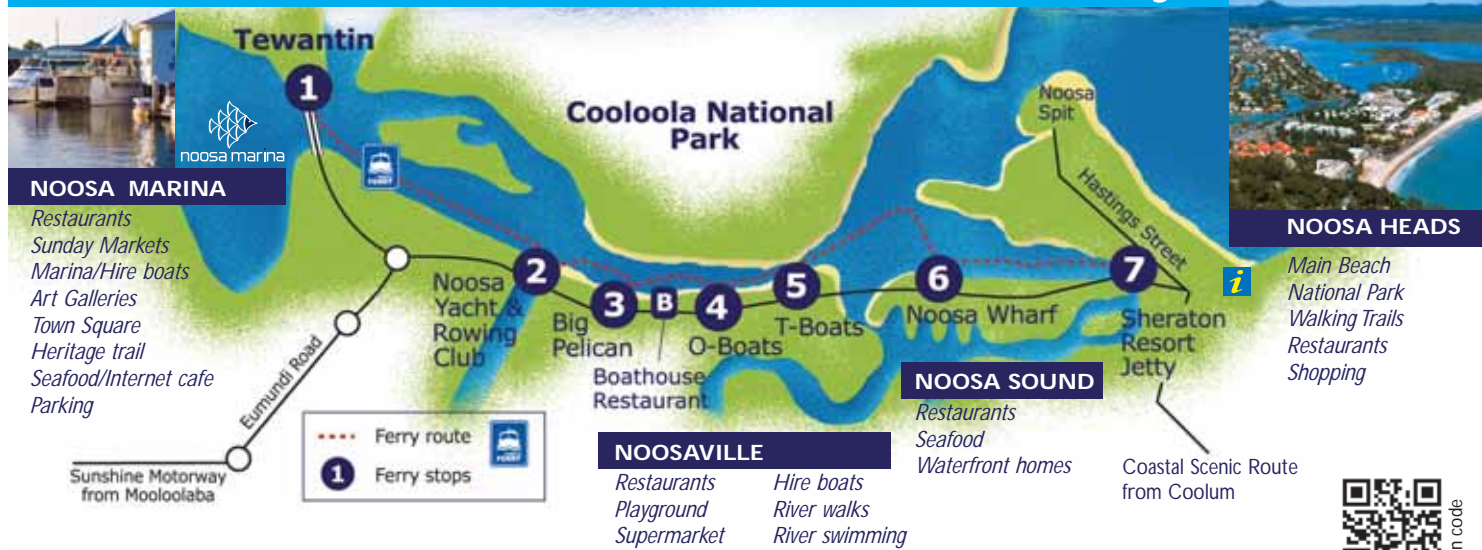 Tewantin
1
noosa marina
NOOSA MARINA
Restaurants
Sunday Markets
Marina/Hire boats
Art Galleries
Town Square
Heritage trail
Seafood/Internet cafe
Parking
Cooloola National
Park
Noosa
Spit
Hastings Street
NOOSA HEADS
Main Beach
National Park
Walking Trails
Restaurants
Shopping
i
2
Noosa
Yacht &
Rowing
Club
3
Big
Pelican
B
Boathouse
Restaurant
4
O-Boats
5
T-Boats
6
Noosa Wharf
7
Sheraton
Resort
Jetty
Eumundi Road
Sunshine Motorway
from Mooloolaba
Ferry route
1
Ferry stops
FERRY
NOOSAVILLE
Restaurants
Playground
Supermarket
Hire boats
River walks
River swimming
NOOSA SOUND
Restaurants
Seafood
Waterfront homes
Coastal Scenic Route
from Coolum
code